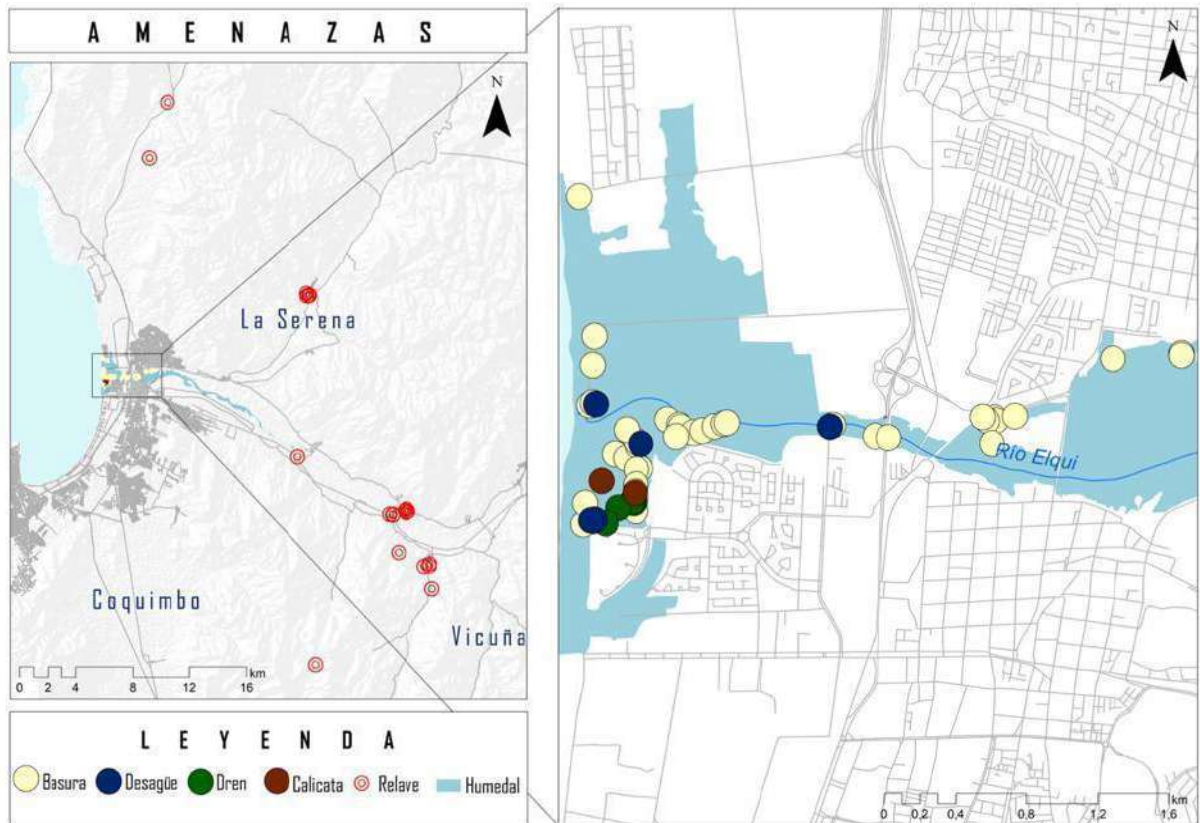 A M E N A Z A S
N
La Serena
Coquimbo
Vicuña
km
0 2 4 8 12 16
L E Y E N D A
Basura Desagüe Dren Calicata Relave Humedal
N
Río Elqui
km
0 0,2 0,4 0,8 1,2 1,6